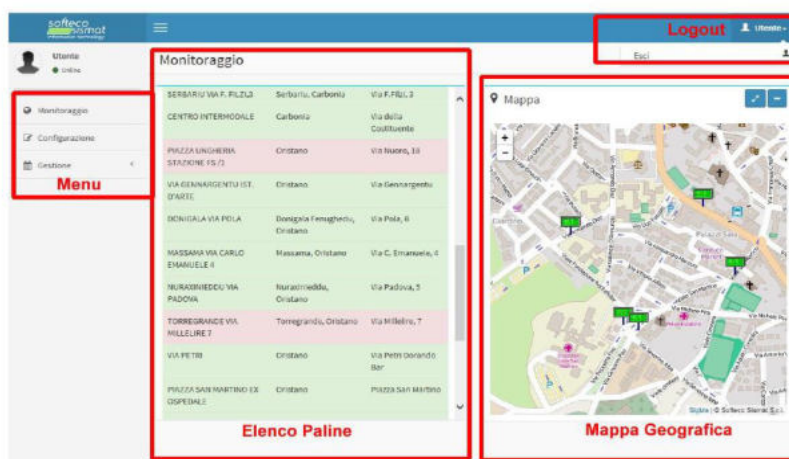 softeco
sismat
information technology
Logout
Utente
Esci
Utente
Online
Monitoraggio
Configurazione
Gestione
Menu
Monitoraggio
SERBARIU VIA F. FILZI,3 Serbariu, Carbonia Via F.Filzi, 3
CENTRO INTERMODALE Carbonia Via della
Costituente
PIAZZA UNGHERIA Oristano Via Nuoro, 18
STAZIONE FS /2
VIA GENNARGENTU IST. Oristano Via Gennargentu
D'ARTE
DONIGALA VIA POLA Donigala Fenughedu, Via Pola, 6
Oristano
MASSAMA VIA CARLO Massama, Oristano Via C. Emanuele, 4
EMANUELE 4
NURAXINIEDDU VIA Nuraxinieddu, Via Padova, 5
PADOVA Oristano
TORREGRANDE VIA Torregrande, Oristano Via Millelire, 7
MILLELIRE 7
VIA PETRI Oristano Via Petri Dorando
Bar
PIAZZA SAN MARTINO EX Oristano Piazza San Martino
OSPEDALE
Elenco Paline
Mappa
+
−
© Softeco Sismat S.r.l.
Mappa Geografica